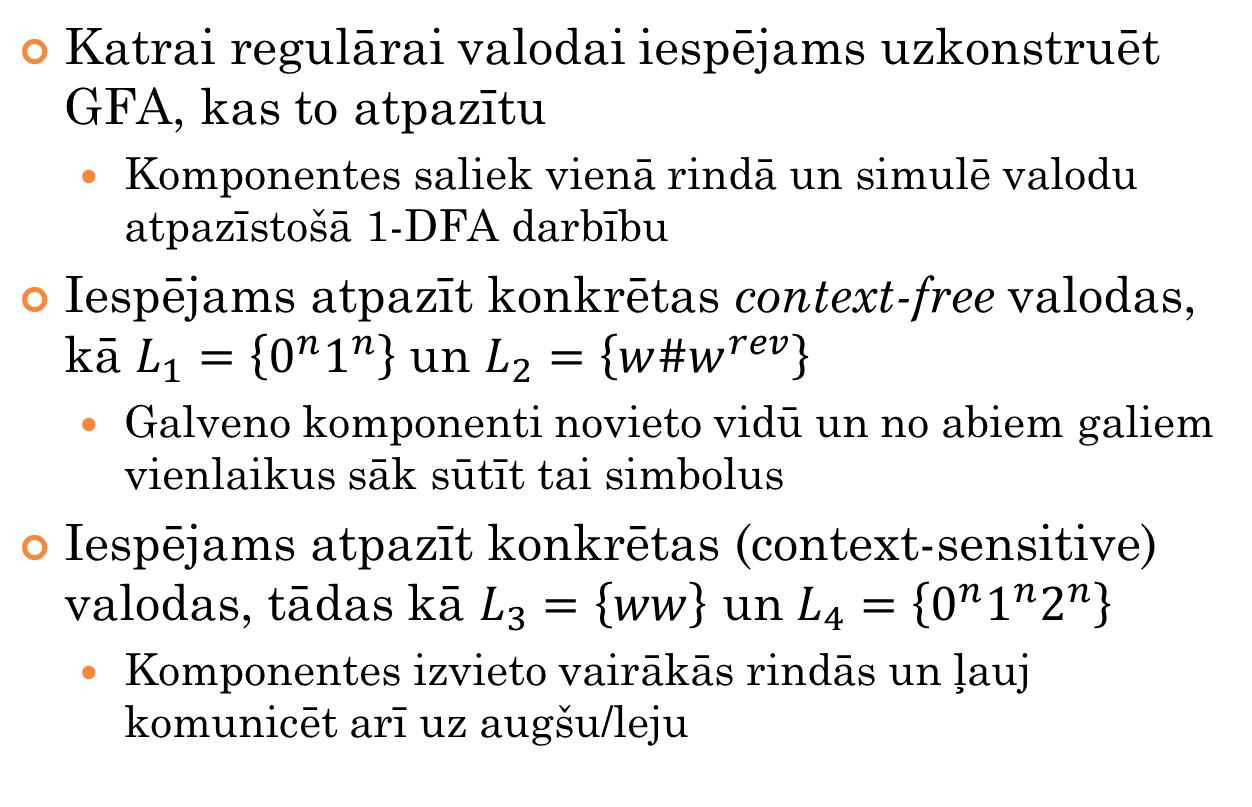 Katrai regulārai valodai iespējams uzkonstruēt
GFA, kas to atpazītu
Komponentes saliek vienā rindā un simulē valodu
atpazīstošā 1-DFA darbību
Iespējams atpazīt konkrētas context-free valodas,
kā L₁ = {0ⁿ1ⁿ} un L₂ = {w#wʳᵉᵛ}
Galveno komponenti novieto vidū un no abiem galiem
vienlaikus sāk sūtīt tai simbolus
Iespējams atpazīt konkrētas (context-sensitive)
valodas, tādas kā L₃ = {ww} un L₄ = {0ⁿ1ⁿ2ⁿ}
Komponentes izvieto vairākās rindās un ļauj
komunicēt arī uz augšu/leju